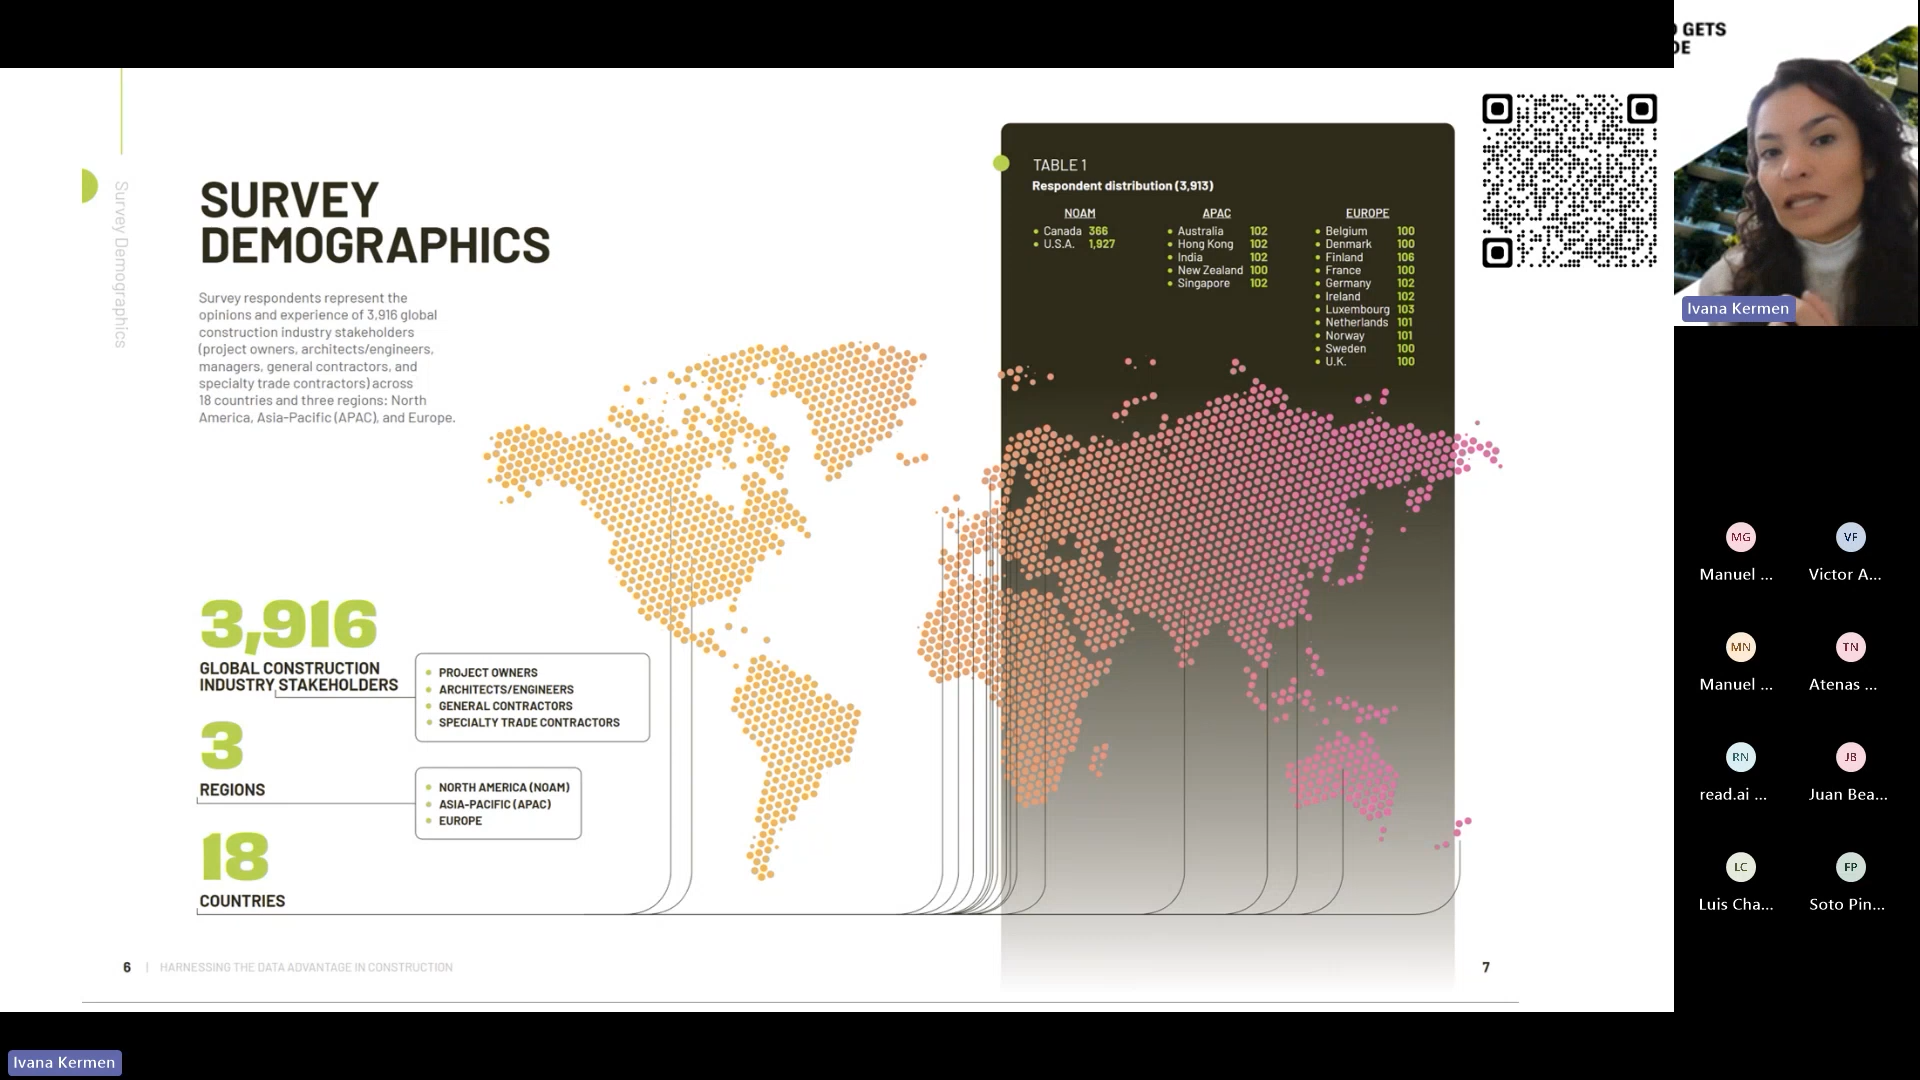 Survey Demographics
SURVEY
DEMOGRAPHICS
Survey respondents represent the
opinions and experience of 3,916 global
construction industry stakeholders
(project owners, architects/engineers,
managers, general contractors, and
specialty trade contractors) across
18 countries and three regions: North
America, Asia-Pacific (APAC), and Europe.
3,916
GLOBAL CONSTRUCTION
INDUSTRY STAKEHOLDERS
• PROJECT OWNERS
• ARCHITECTS/ENGINEERS
• GENERAL CONTRACTORS
• SPECIALTY TRADE CONTRACTORS
3
REGIONS
• NORTH AMERICA (NOAM)
• ASIA-PACIFIC (APAC)
• EUROPE
18
COUNTRIES
6 | HARNESSING THE DATA ADVANTAGE IN CONSTRUCTION
TABLE 1
Respondent distribution (3,913)
NOAM
• Canada 366
• U.S.A. 1,927
APAC
• Australia 102
• Hong Kong 102
• India 102
• New Zealand 100
• Singapore 102
EUROPE
• Belgium 100
• Denmark 100
• Finland 106
• France 100
• Germany 102
• Ireland 102
• Luxembourg 103
• Netherlands 101
• Norway 101
• Sweden 100
• U.K. 100
7
GETS
DE
Ivana Kermen
MG
Manuel ...
VF
Victor A...
MN
Manuel ...
TN
Atenas ...
RN
read.ai ...
JB
Juan Bea...
LC
Luis Cha...
FP
Soto Pin...
Ivana Kermen